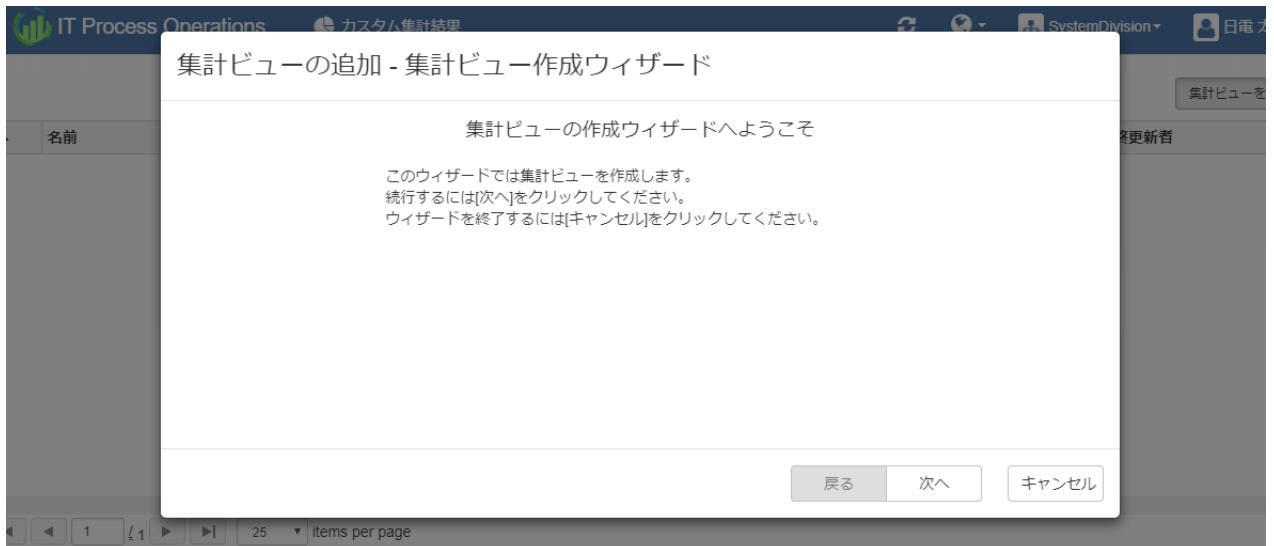 IT Process Operations
カスタム集計結果
SystemDivision
日電 太
集計ビューの追加 - 集計ビュー作成ウィザード
集計ビューを
集計ビューの作成ウィザードへようこそ
名前
終更新者
このウィザードでは集計ビューを作成します。
続行するには[次へ]をクリックしてください。
ウィザードを終了するには[キャンセル]をクリックしてください。
戻る
次へ
キャンセル
1 / 1
25
items per page